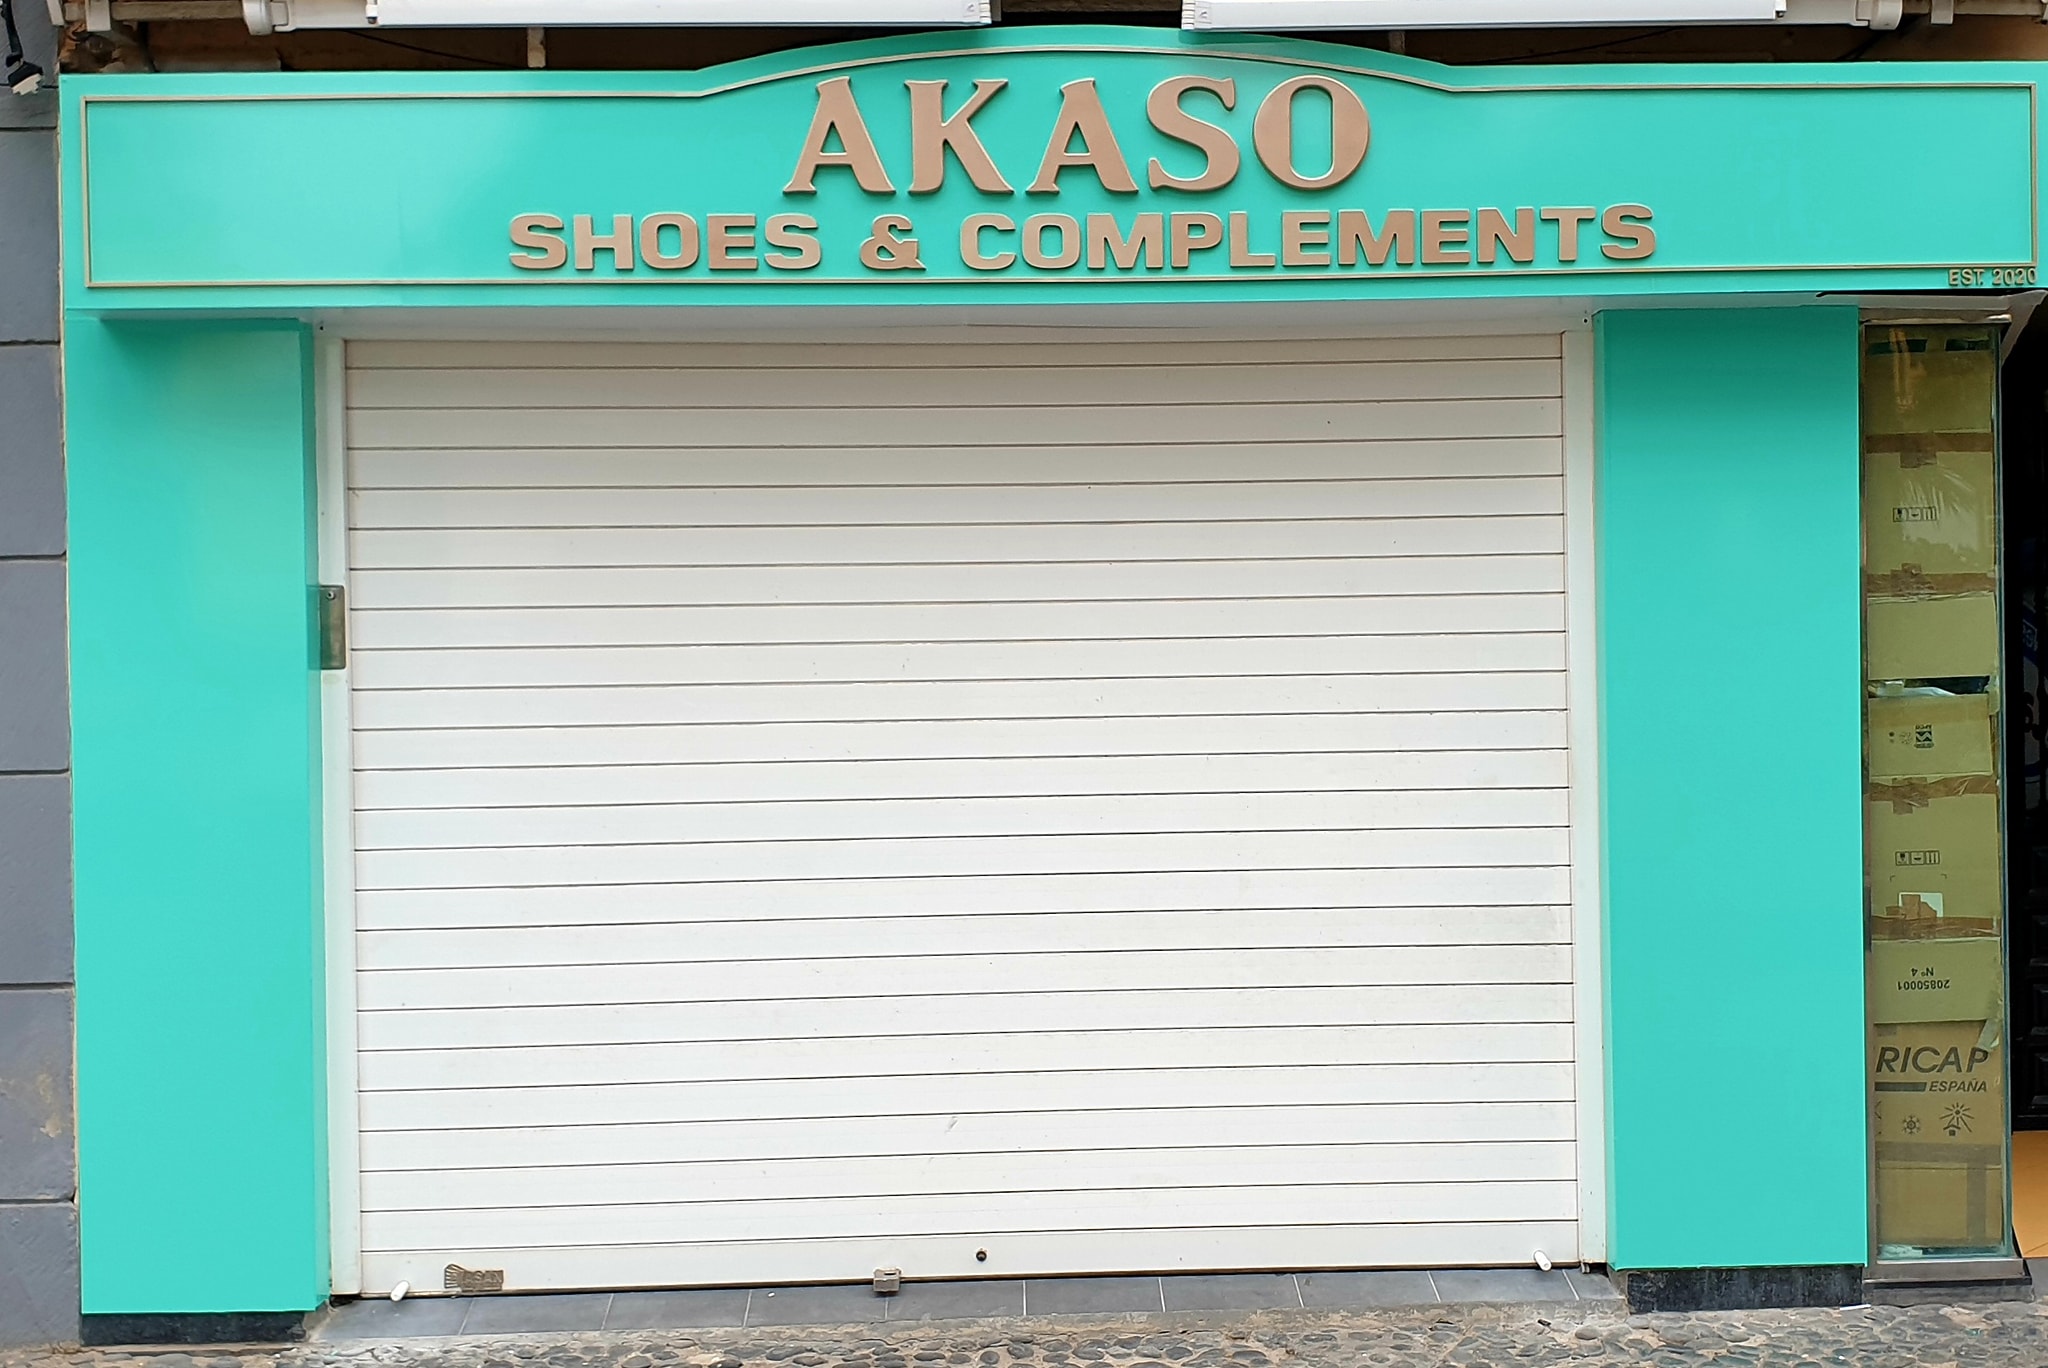 AKASO
SHOES & COMPLEMENTS
EST. 2020
Nº 4
20850001
RICAP
ESPAÑA